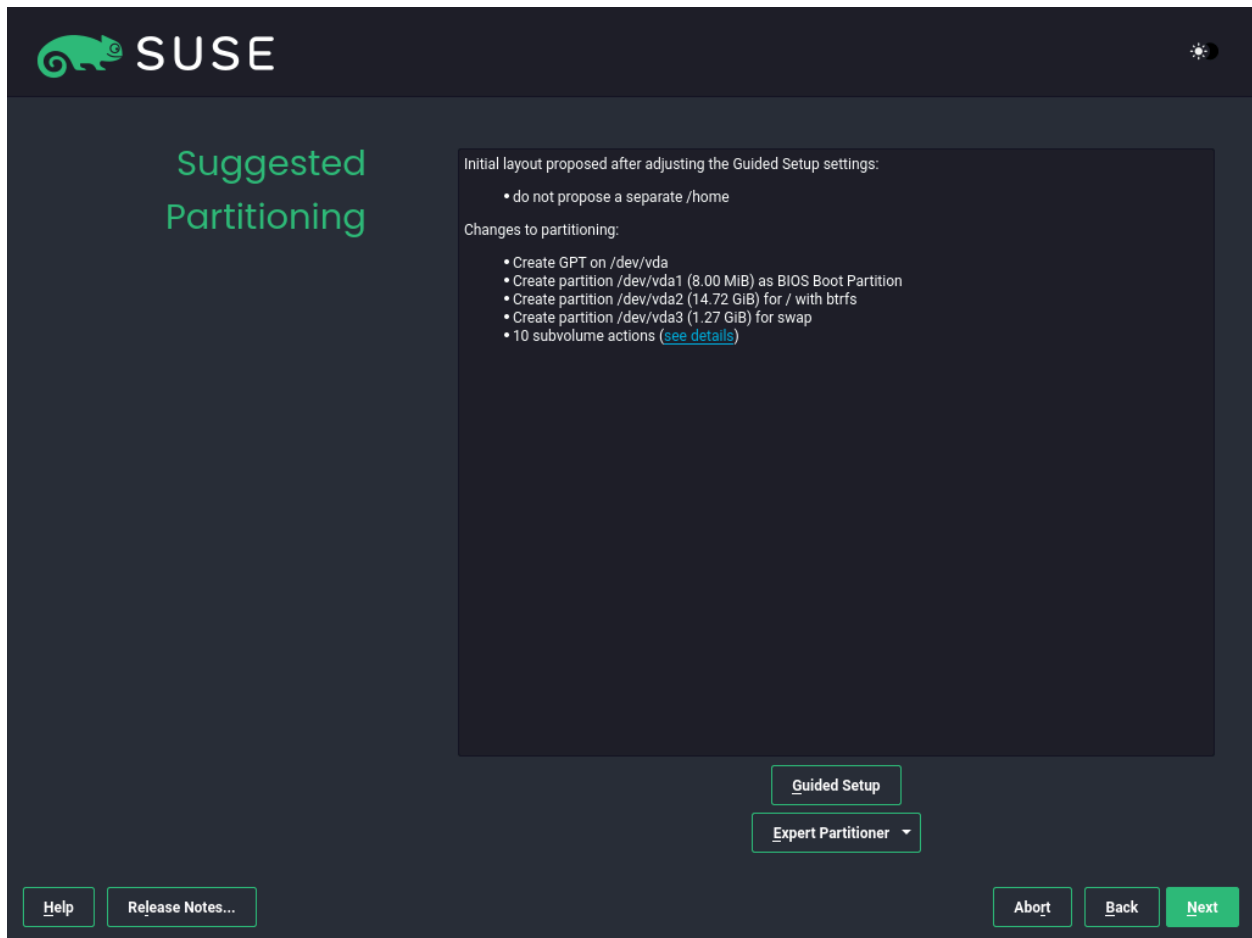 SUSE
Suggested
Partitioning
Initial layout proposed after adjusting the Guided Setup settings:
• do not propose a separate /home
Changes to partitioning:
• Create GPT on /dev/vda
• Create partition /dev/vda1 (8.00 MiB) as BIOS Boot Partition
• Create partition /dev/vda2 (14.72 GiB) for / with btrfs
• Create partition /dev/vda3 (1.27 GiB) for swap
• 10 subvolume actions (see details)
Guided Setup
Expert Partitioner
Help
Release Notes...
Abort
Back
Next